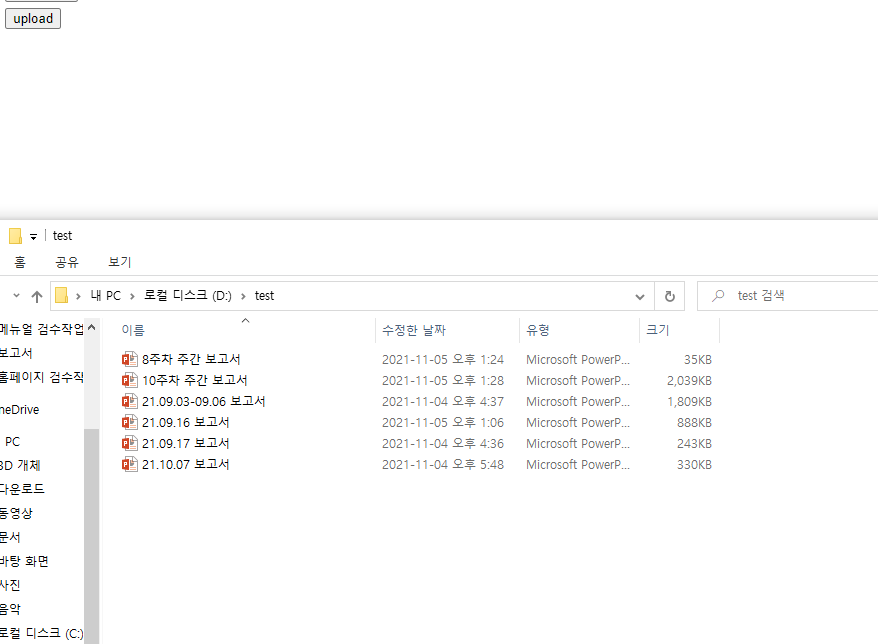 upload
test
홈 공유 보기
내 PC 로컬 디스크 (D:) test test 검색
이름 수정한 날짜 유형 크기
8주차 주간 보고서 2021-11-05 오후 1:24 Microsoft PowerP... 35KB
10주차 주간 보고서 2021-11-05 오후 1:28 Microsoft PowerP... 2,039KB
21.09.03-09.06 보고서 2021-11-04 오후 4:37 Microsoft PowerP... 1,809KB
21.09.16 보고서 2021-11-05 오후 1:06 Microsoft PowerP... 888KB
21.09.17 보고서 2021-11-04 오후 4:36 Microsoft PowerP... 243KB
21.10.07 보고서 2021-11-04 오후 5:48 Microsoft PowerP... 330KB
메뉴얼 검수작업
보고서
홈페이지 검수작
neDrive
PC
3D 개체
다운로드
동영상
문서
바탕 화면
사진
음악
로컬 디스크 (C:)